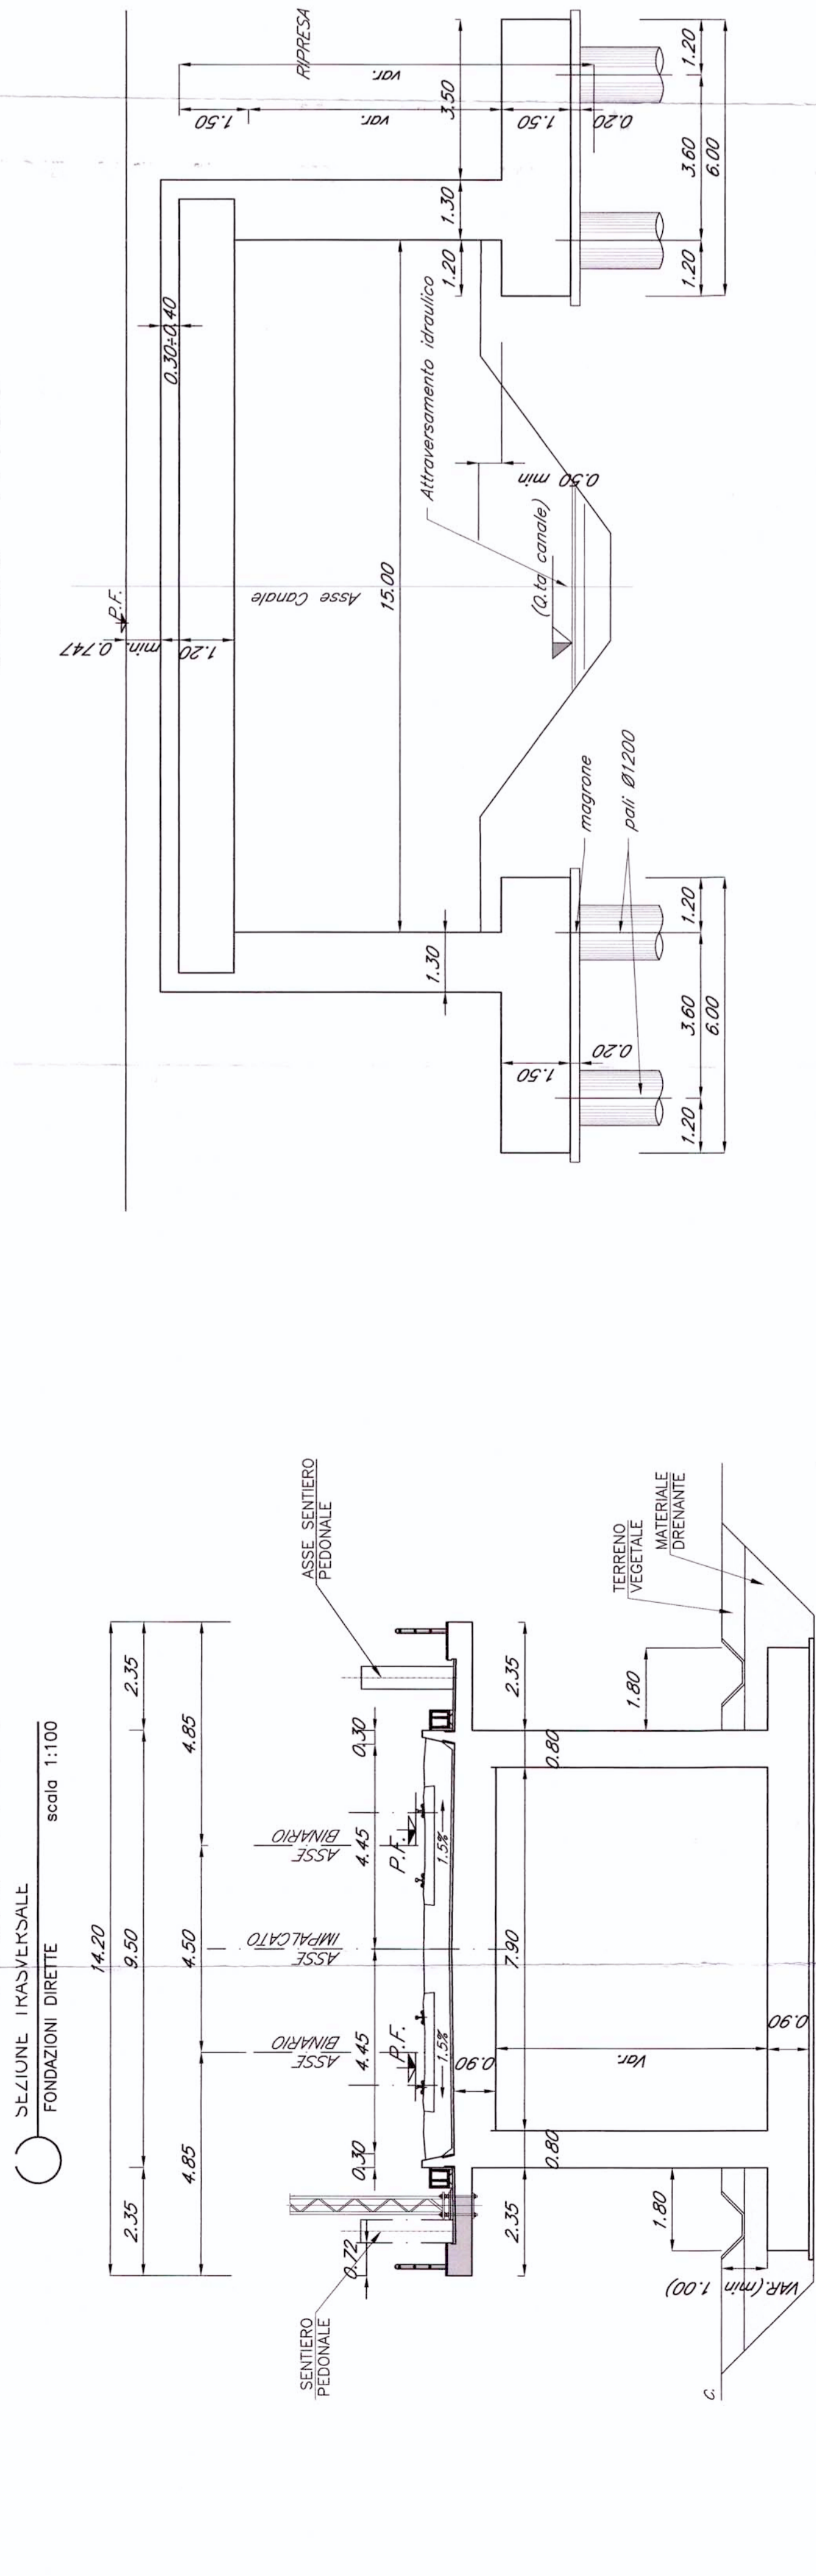 SEZIONE TRASVERSALE
FONDAZIONI DIRETTE
scala 1:100
14.20
2.35
9.50
2.35
4.85
4.50
4.85
ASSE
BINARIO
ASSE
IMPALCATO
ASSE
BINARIO
ASSE SENTIERO
PEDONALE
SENTIERO
PEDONALE
0.72
0.30
4.45
4.45
0.30
P.F.
P.F.
1.5%
1.5%
0.90
2.35
0.80
7.90
0.80
2.35
Var.
1.80
1.80
TERRENO
VEGETALE
MATERIALE
DRENANTE
VAR.(min 1.00)
0.90
C.
P.F.
min. 0.747
1.20
0.30÷0.40
RIPRESA
1.50
var.
var.
Asse Canale
15.00
1.30
1.20
1.30
3.50
Attraversamento idraulico
(Q.ta canale)
0.50 min
1.50
0.20
1.50
0.20
magrone
pali Ø1200
1.20
3.60
1.20
6.00
1.20
3.60
1.20
6.00